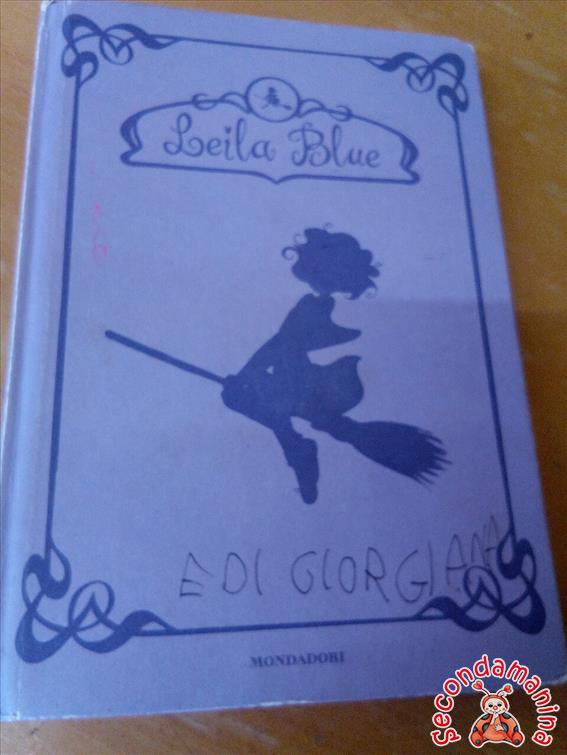 Leila Blue
E DI GIORGIANA
MONDADORI
Secondamanina